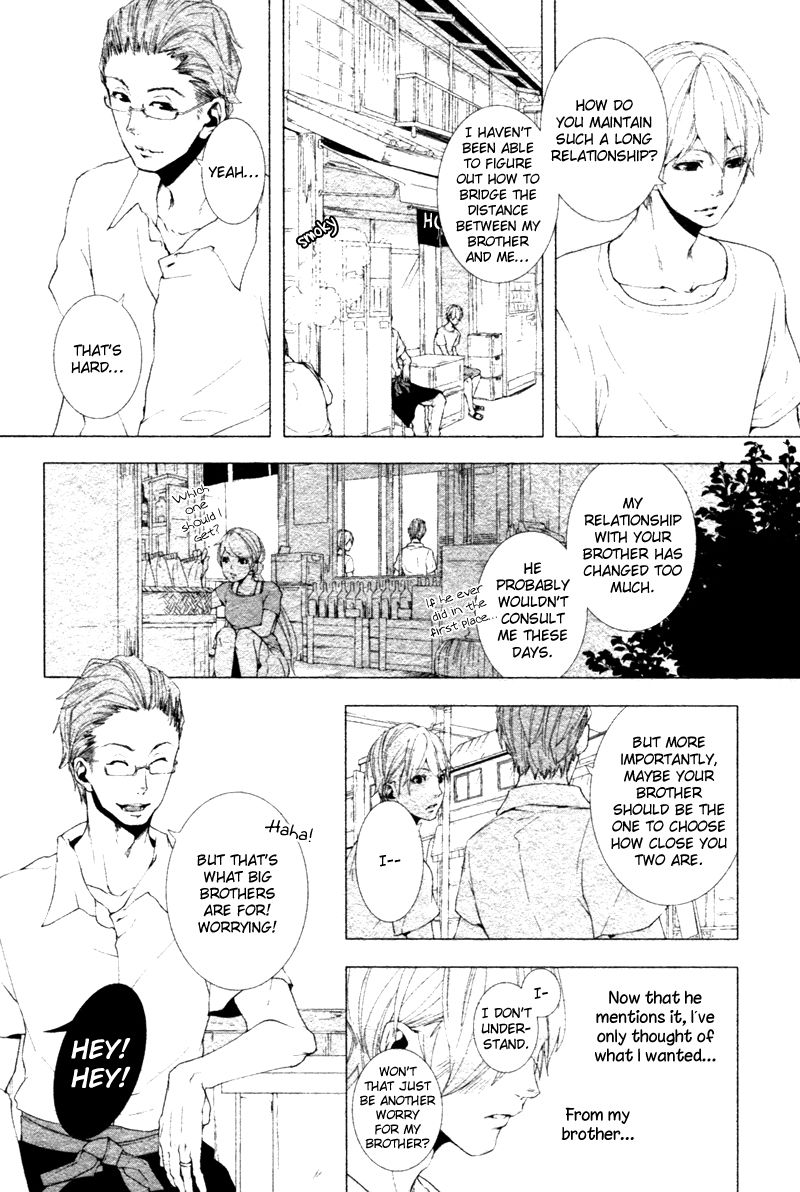 HOW DO
YOU MAINTAIN
SUCH A LONG
RELATIONSHIP?
I HAVEN'T
BEEN ABLE
TO FIGURE
OUT HOW TO
BRIDGE THE
DISTANCE
BETWEEN MY
BROTHER
AND ME...
smoky
HO
YEAH...
THAT'S
HARD...
MY
RELATIONSHIP
WITH YOUR
BROTHER HAS
CHANGED TOO
MUCH.
HE
PROBABLY
WOULDN'T
CONSULT
ME THESE
DAYS.
If he ever
did in the
first place...
Which
one
should I
get?
BUT MORE
IMPORTANTLY,
MAYBE YOUR
BROTHER
SHOULD BE THE
ONE TO CHOOSE
HOW CLOSE YOU
TWO ARE.
I--
Haha!
BUT THAT'S
WHAT BIG
BROTHERS
ARE FOR!
WORRYING!
HEY!
HEY!
Now that he
mentions it, I've
only thought of
what I wanted...
From my
brother...
I-
I DON'T
UNDER-
STAND.
WON'T
THAT JUST
BE ANOTHER
WORRY
FOR MY
BROTHER?